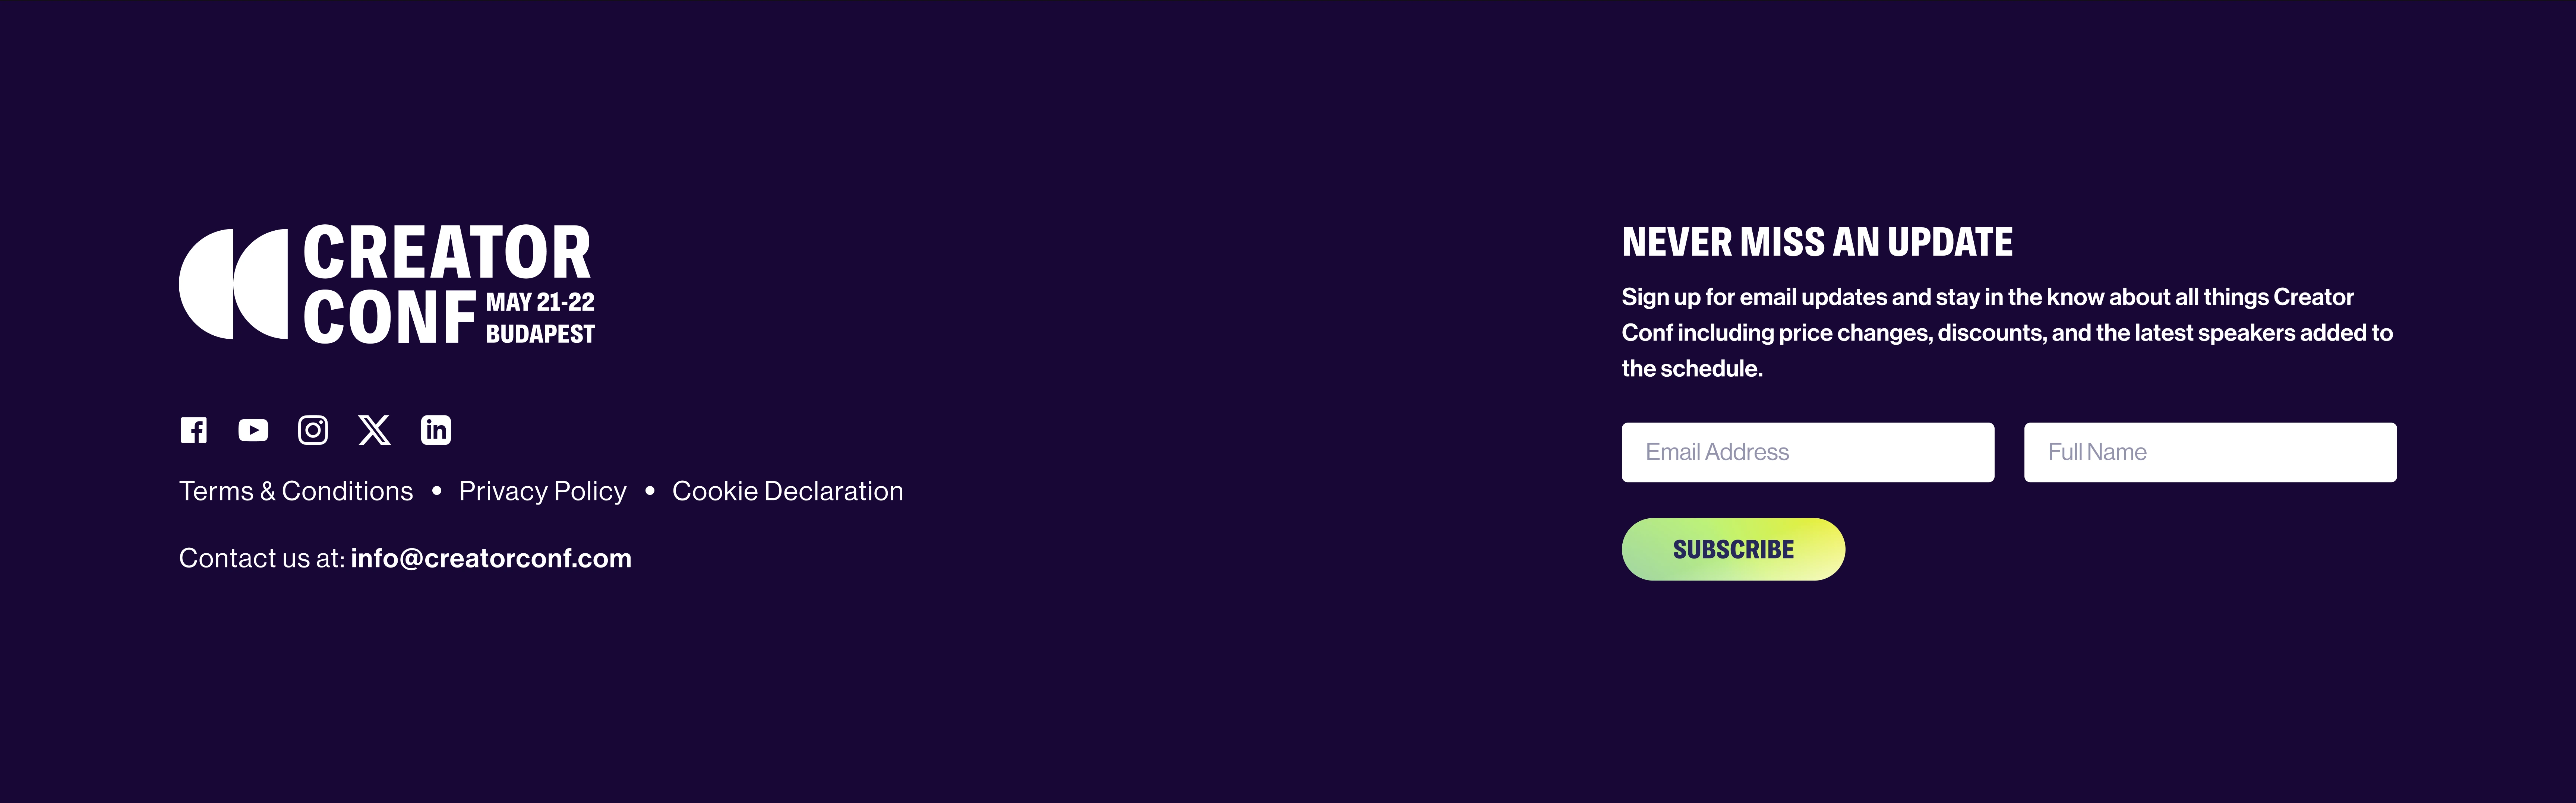 CREATOR
CONF
MAY 21-22
BUDAPEST
Terms & Conditions • Privacy Policy • Cookie Declaration
Contact us at: info@creatorconf.com
NEVER MISS AN UPDATE
Sign up for email updates and stay in the know about all things Creator
Conf including price changes, discounts, and the latest speakers added to
the schedule.
Email Address
Full Name
SUBSCRIBE